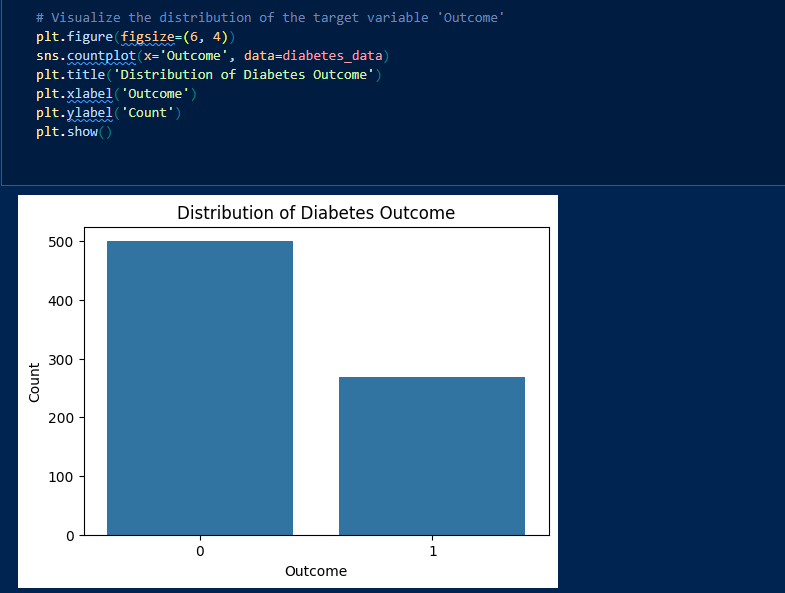 # Visualize the distribution of the target variable 'Outcome'
plt.figure(figsize=(6, 4))
sns.countplot(x='Outcome', data=diabetes_data)
plt.title('Distribution of Diabetes Outcome')
plt.xlabel('Outcome')
plt.ylabel('Count')
plt.show()
Distribution of Diabetes Outcome
500
400
300
200
100
0
Count
0 1
Outcome